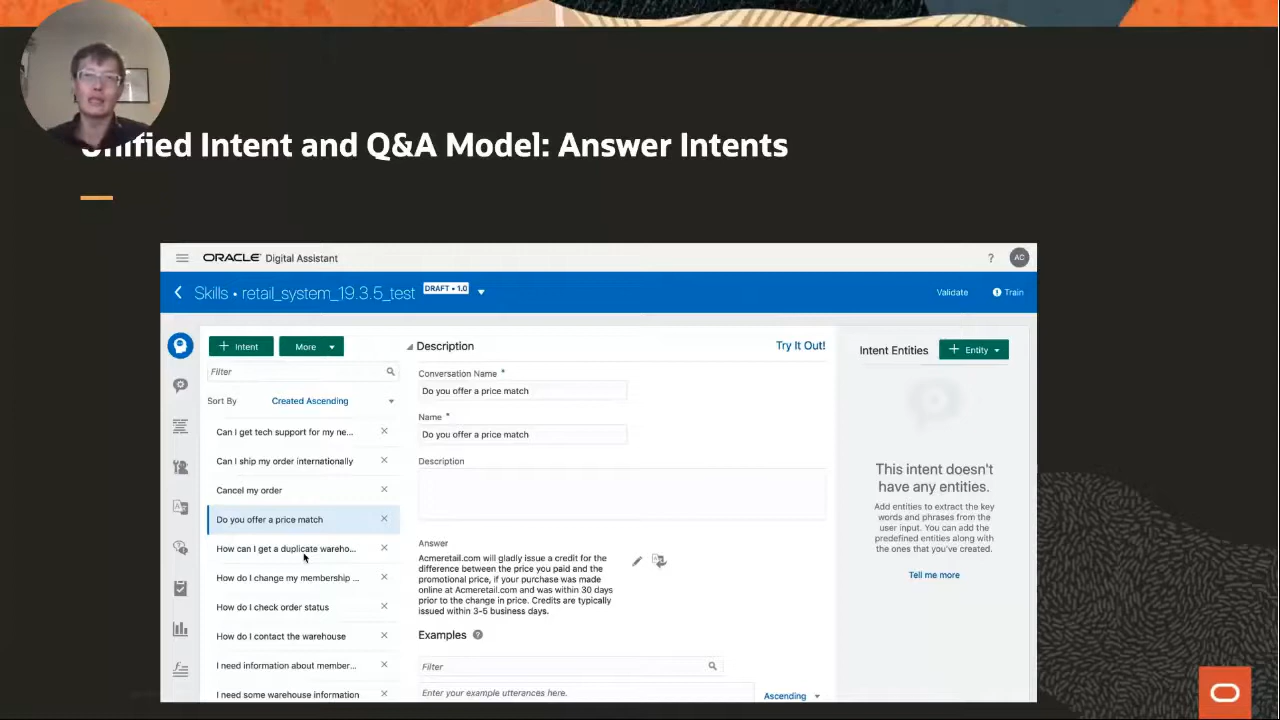 Unified Intent and Q&A Model: Answer Intents
ORACLE Digital Assistant
?
AC
Skills • retail_system_19.3.5_test
DRAFT • 1.0
Validate
Train
+ Intent
More
Filter
Sort By
Created Ascending
Can I get tech support for my ne...
Can I ship my order internationally
Cancel my order
Do you offer a price match
How can I get a duplicate wareho...
How do I change my membership ...
How do I check order status
How do I contact the warehouse
I need information about member...
I need some warehouse information
Description
Try It Out!
Conversation Name *
Do you offer a price match
Name *
Do you offer a price match
Description
Answer
Acmeretail.com will gladly issue a credit for the
difference between the price you paid and the
promotional price, if your purchase was made
online at Acmeretail.com and was within 30 days
prior to the change in price. Credits are typically
issued within 3-5 business days.
Examples ?
Filter
Enter your example utterances here.
Ascending
Intent Entities
+ Entity
This intent doesn't
have any entities.
Add entities to extract the key
words and phrases from the
user input. You can add the
predefined entities along with
the ones that you've created.
Tell me more